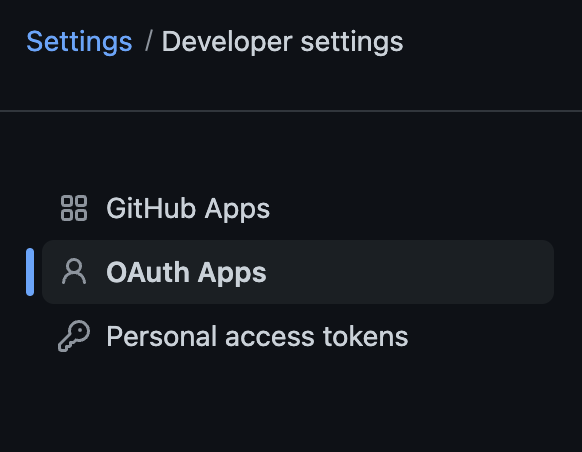 Settings / Developer settings
GitHub Apps
OAuth Apps
Personal access tokens